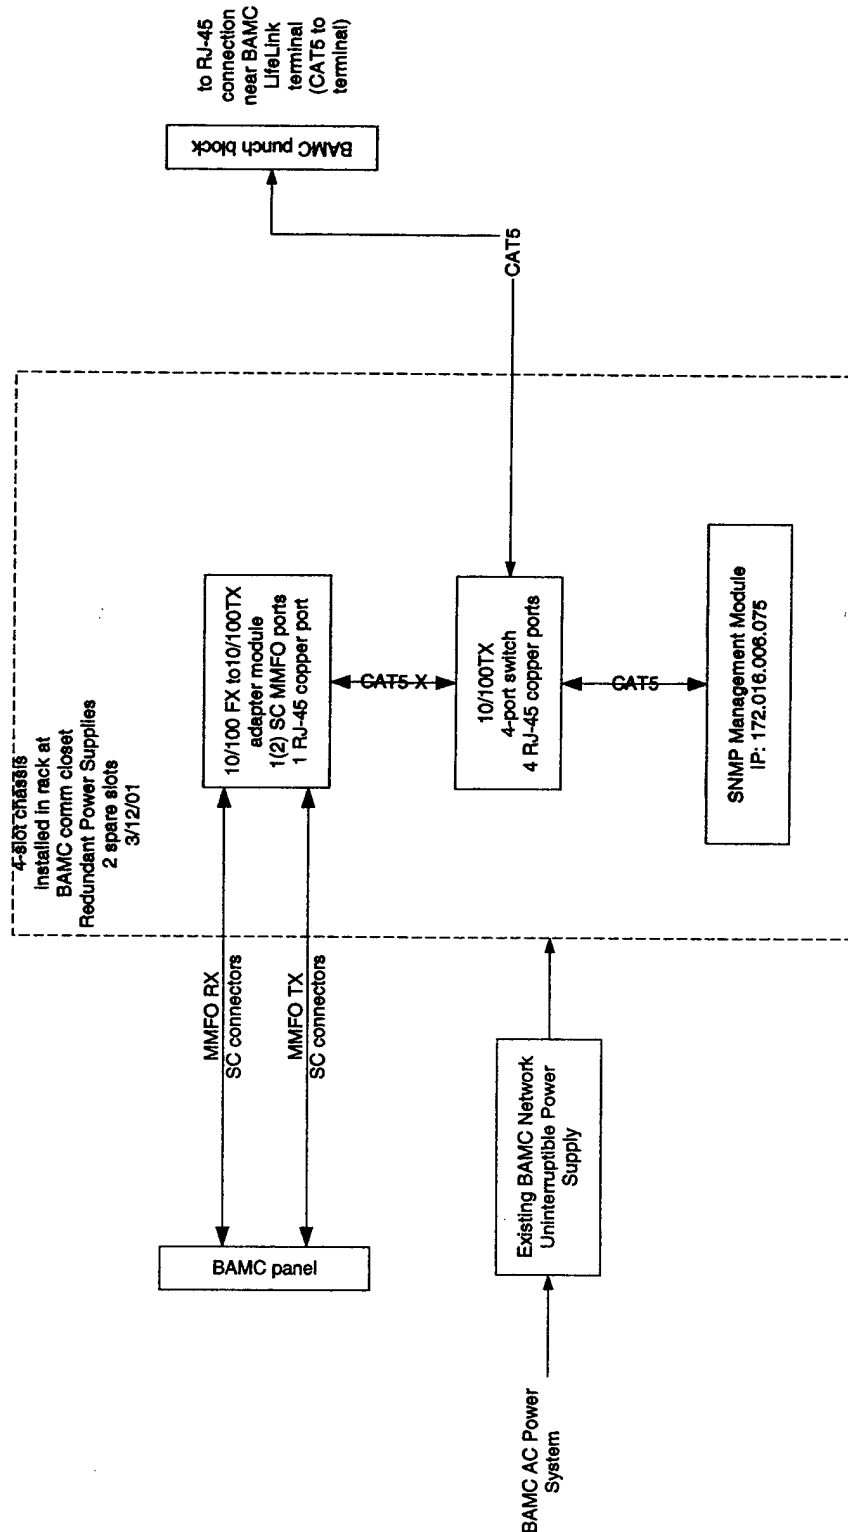 4-slot chassis
installed in rack at
BAMC comm closet
Redundant Power Supplies
2 spare slots
3/12/01
BAMC panel
MMFO RX
SC connectors
MMFO TX
SC connectors
10/100 FX to10/100TX
adapter module
1(2) SC MMFO ports
1 RJ-45 copper port
CAT5 X
10/100TX
4-port switch
4 RJ-45 copper ports
CAT5
SNMP Management Module
IP: 172.016.006.075
CAT5
BAMC punch block
to RJ-45
connection
near BAMC
LifeLink
terminal
(CAT5 to
terminal)
BAMC AC Power
System
Existing BAMC Network
Uninterruptible Power
Supply